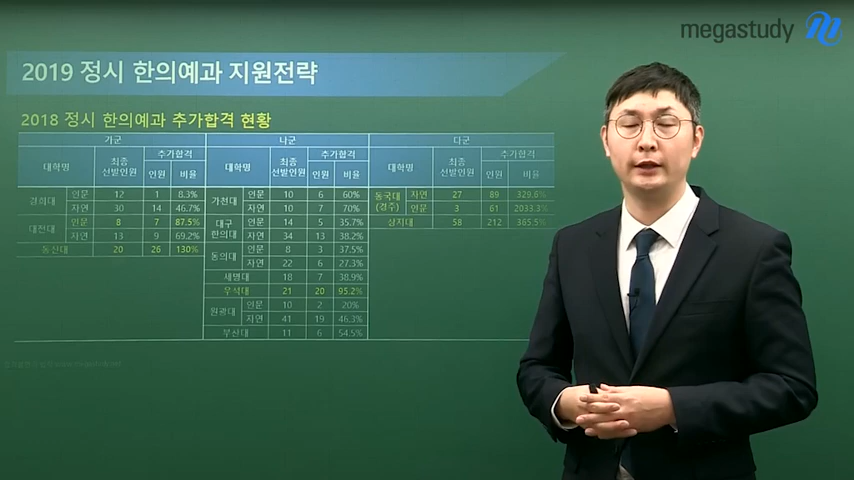 megastudy
2019 정시 한의예과 지원전략
2018 정시 한의예과 추가합격 현황
가군 나군 다군
대학명 최종 선발인원 추가합격 대학명 최종 선발인원 추가합격 대학명 최종 선발인원 추가합격
인원 비율 인원 비율 인원 비율
경희대 인문 12 1 8.3% 가천대 인문 10 6 60% 동국대 (경주) 자연 27 89 329.6%
자연 30 14 46.7% 자연 10 7 70% 인문 3 61 2033.3%
대전대 인문 8 7 87.5% 대구 한의대 인문 14 5 35.7% 상지대 58 212 365.5%
자연 13 9 69.2% 자연 34 13 38.2%
동신대 20 26 130% 동의대 인문 8 3 37.5%
자연 22 6 27.3%
세명대 18 7 38.9%
우석대 21 20 95.2%
원광대 인문 10 2 20%
자연 41 19 46.3%
부산대 11 6 54.5%